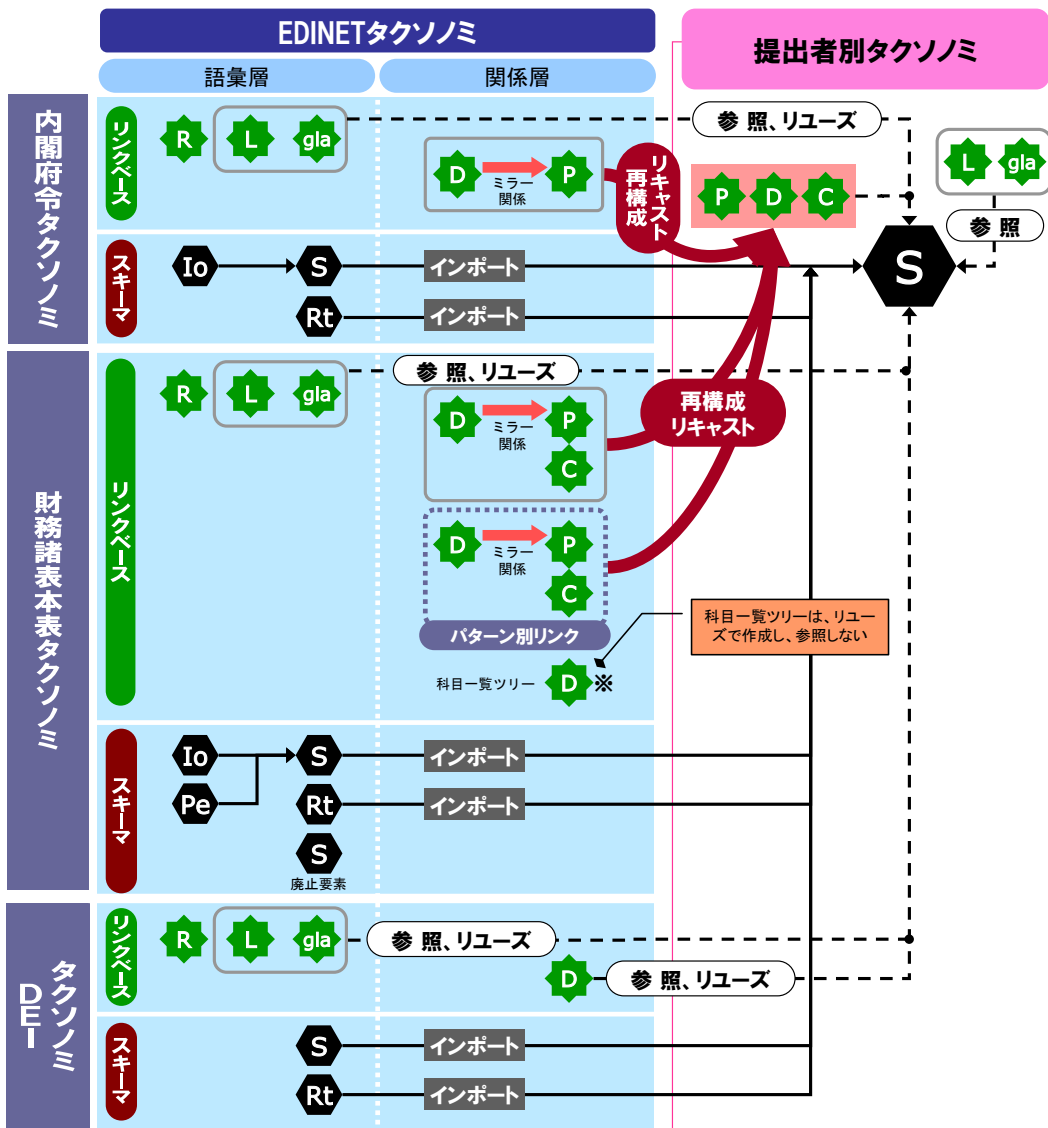 EDINETタクソノミ
提出者別タクソノミ
語彙層
関係層
内閣府令タクソノミ
リンクベース
R
L
gla
参照、リユーズ
D
ミラー
関係
P
リキャスト
再構成
P
D
C
L
gla
参照
S
スキーマ
Io
S
インポート
Rt
インポート
財務諸表本表タクソノミ
リンクベース
R
L
gla
参照、リユーズ
D
ミラー
関係
P
C
再構成
リキャスト
D
ミラー
関係
P
C
パターン別リンク
科目一覧ツリー
D
※
科目一覧ツリーは、リユー
ズで作成し、参照しない
スキーマ
Io
Pe
S
インポート
Rt
インポート
S
廃止要素
DEI
タクソノミ
リンクベース
R
L
gla
参照、リユーズ
D
参照、リユーズ
スキーマ
S
インポート
Rt
インポート